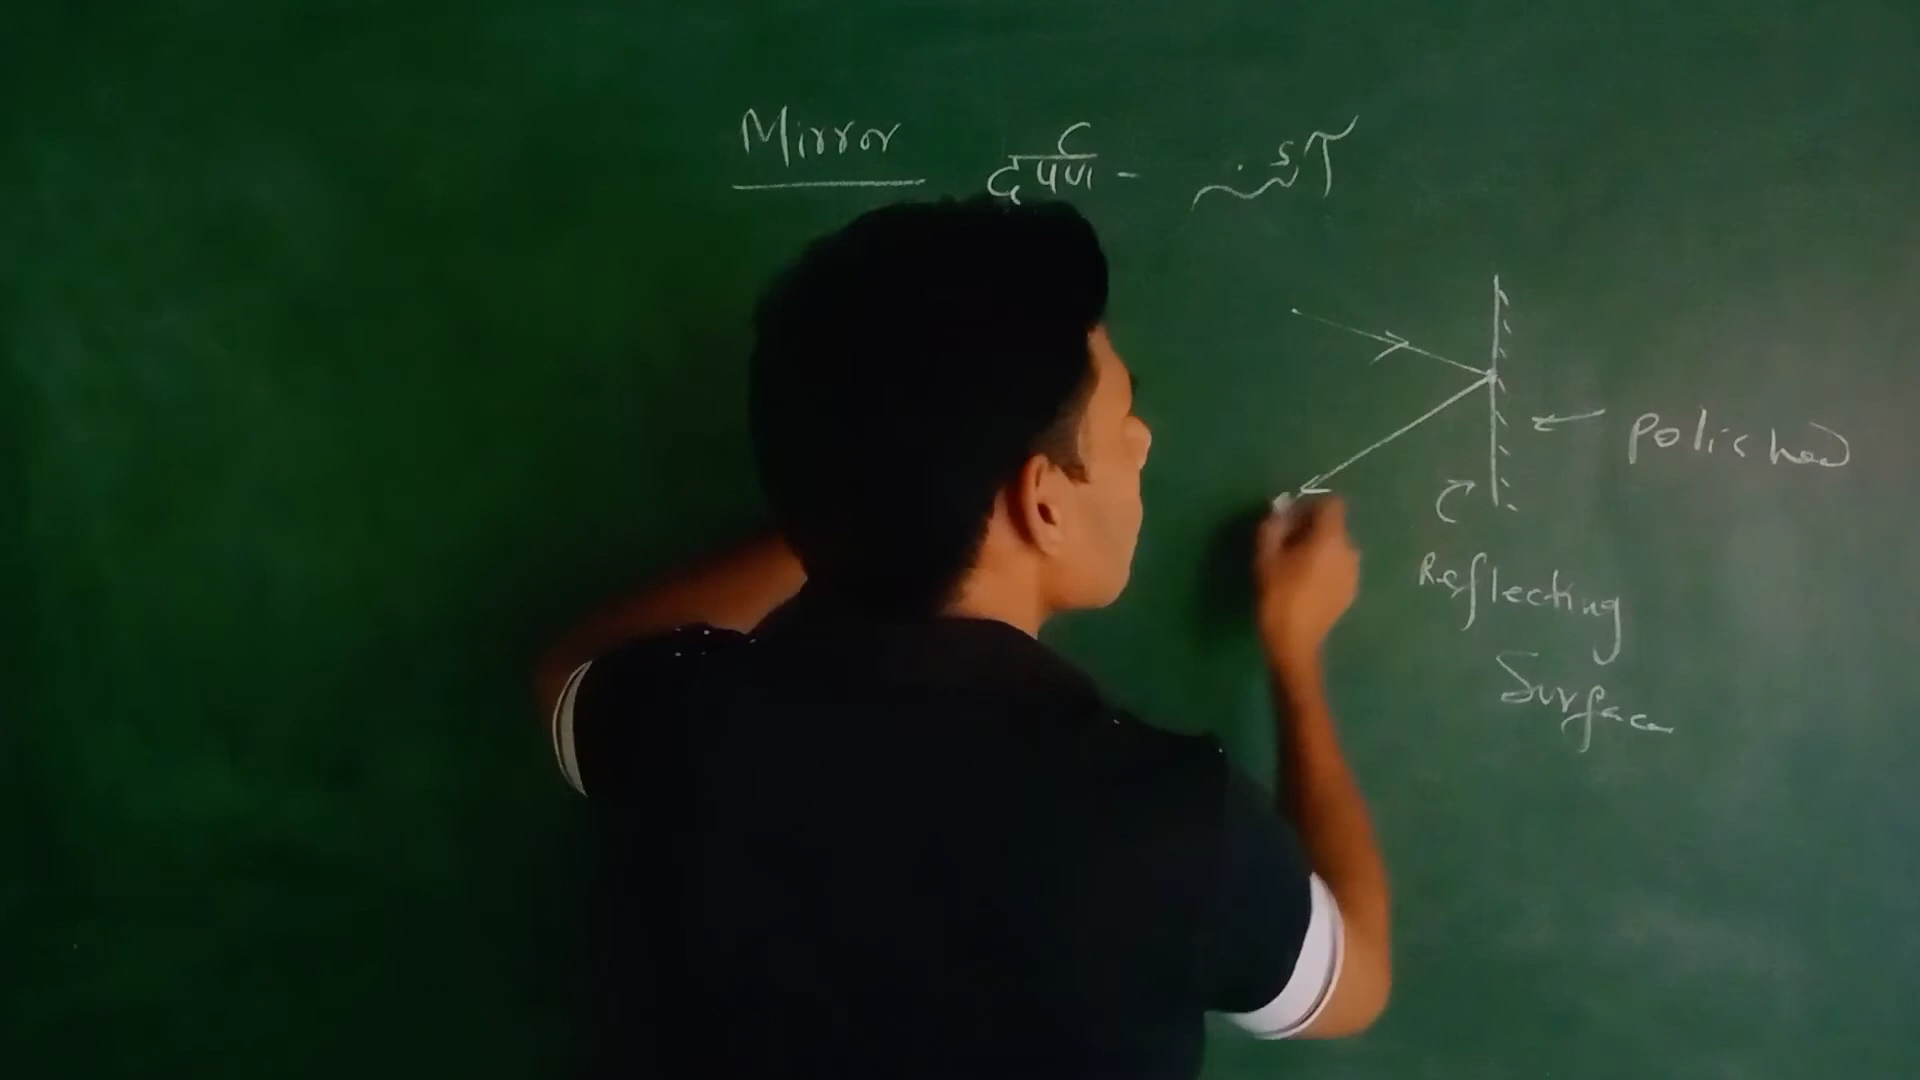 Mirror दर्पण - آئینہ
Polished
Reflecting
Surface